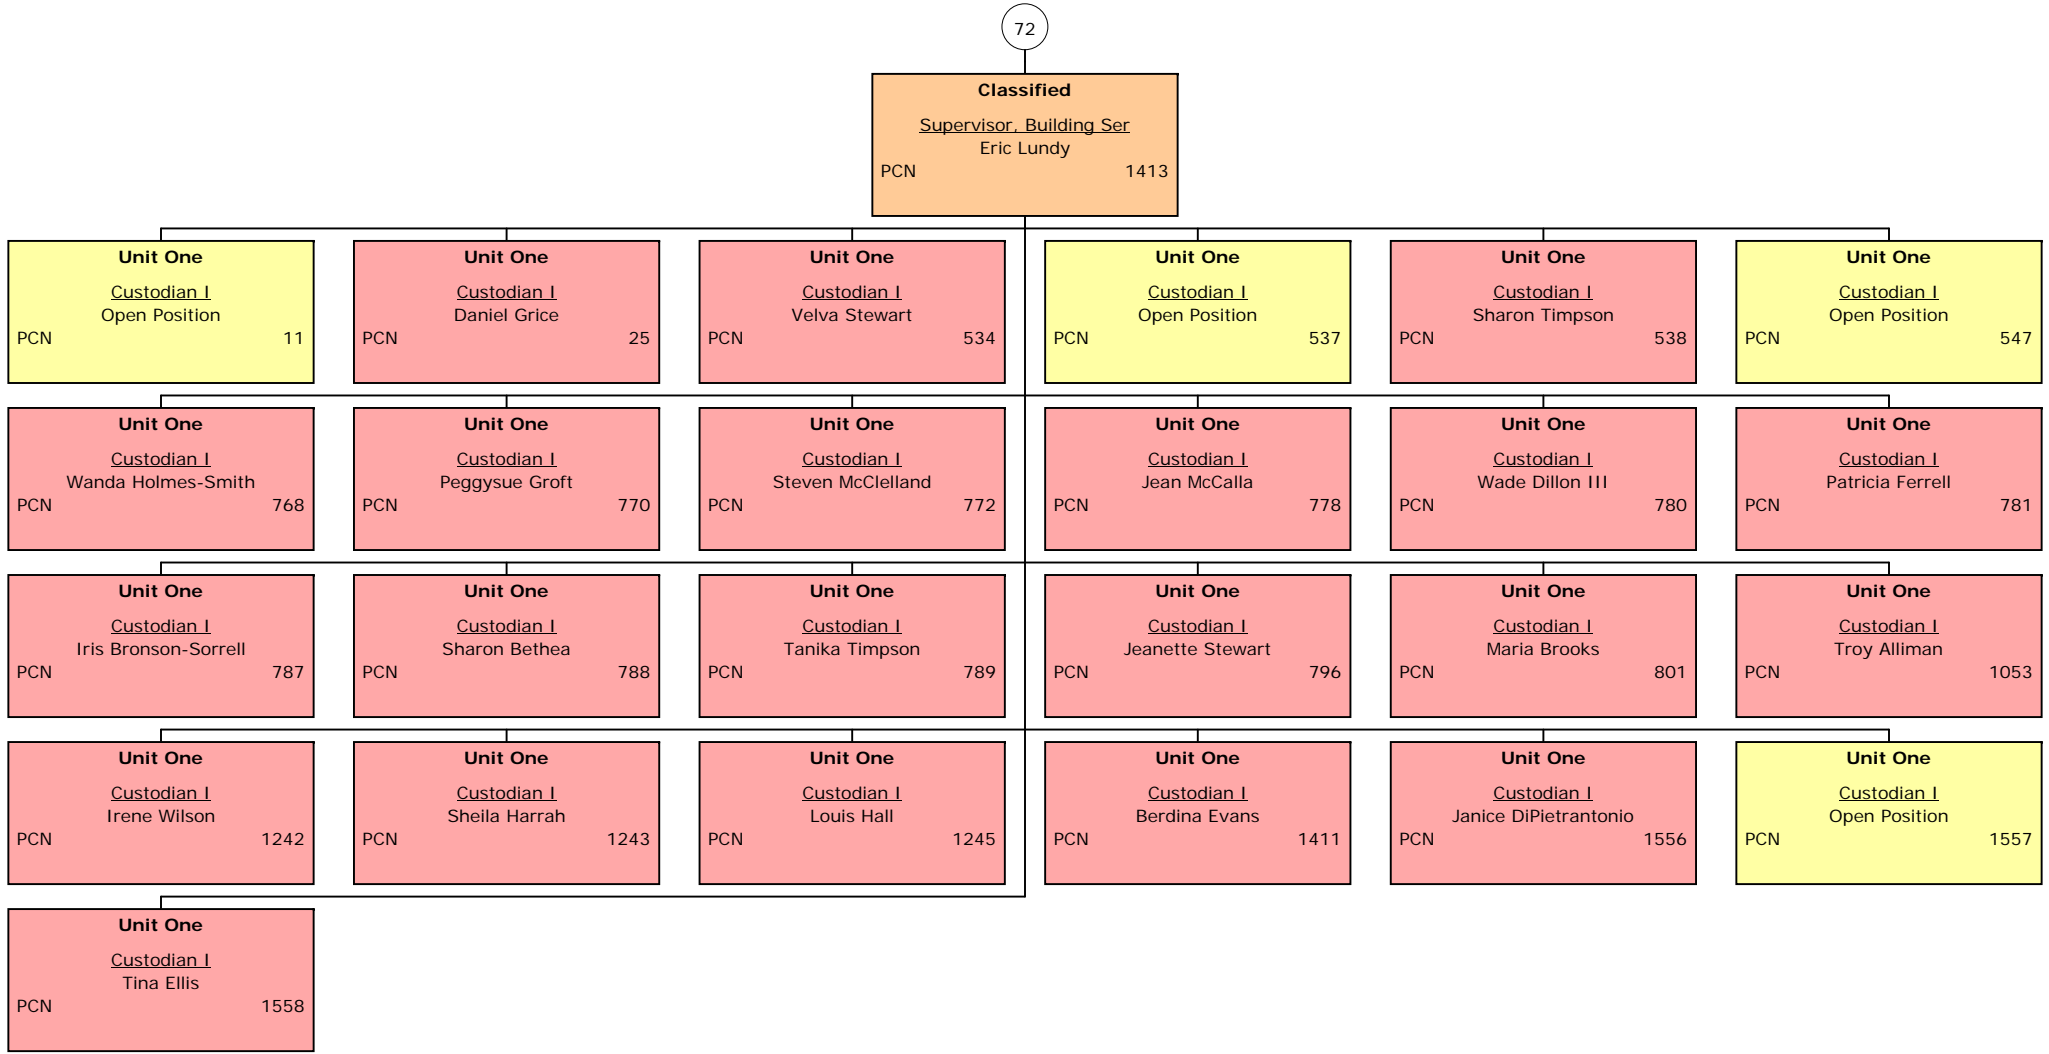 72
Classified
Supervisor, Building Ser
Eric Lundy
PCN 1413
Unit One
Custodian I
Open Position
PCN 11
Unit One
Custodian I
Daniel Grice
PCN 25
Unit One
Custodian I
Velva Stewart
PCN 534
Unit One
Custodian I
Open Position
PCN 537
Unit One
Custodian I
Sharon Timpson
PCN 538
Unit One
Custodian I
Open Position
PCN 547
Unit One
Custodian I
Wanda Holmes-Smith
PCN 768
Unit One
Custodian I
Peggysue Groft
PCN 770
Unit One
Custodian I
Steven McClelland
PCN 772
Unit One
Custodian I
Jean McCalla
PCN 778
Unit One
Custodian I
Wade Dillon III
PCN 780
Unit One
Custodian I
Patricia Ferrell
PCN 781
Unit One
Custodian I
Iris Bronson-Sorrell
PCN 787
Unit One
Custodian I
Sharon Bethea
PCN 788
Unit One
Custodian I
Tanika Timpson
PCN 789
Unit One
Custodian I
Jeanette Stewart
PCN 796
Unit One
Custodian I
Maria Brooks
PCN 801
Unit One
Custodian I
Troy Alliman
PCN 1053
Unit One
Custodian I
Irene Wilson
PCN 1242
Unit One
Custodian I
Sheila Harrah
PCN 1243
Unit One
Custodian I
Louis Hall
PCN 1245
Unit One
Custodian I
Berdina Evans
PCN 1411
Unit One
Custodian I
Janice DiPietrantonio
PCN 1556
Unit One
Custodian I
Open Position
PCN 1557
Unit One
Custodian I
Tina Ellis
PCN 1558